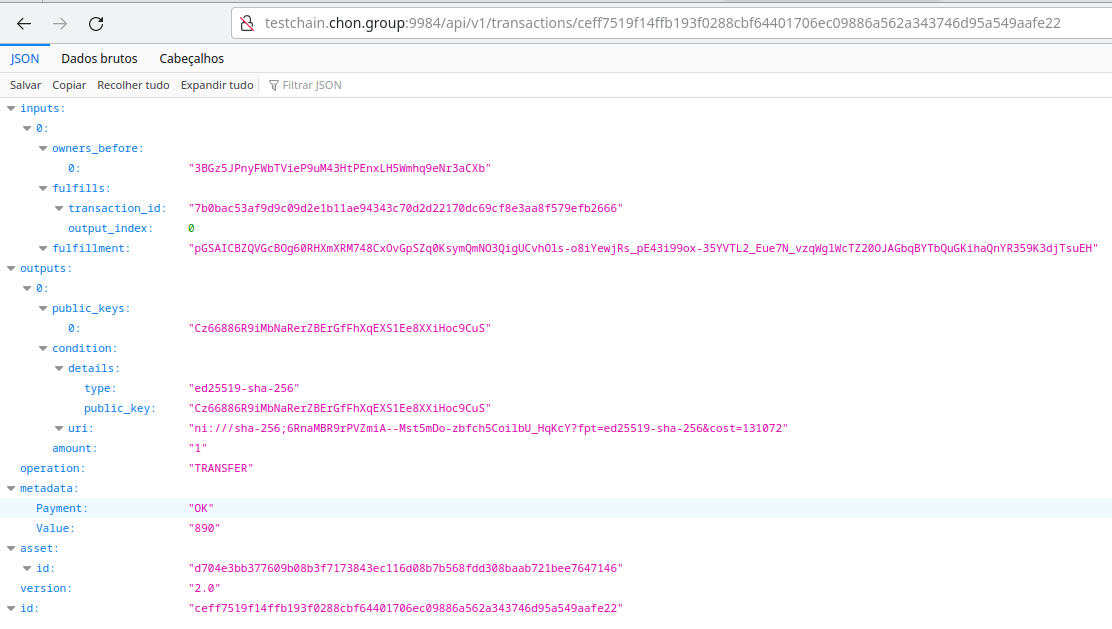 testchain.chon.group:9984/api/v1/transactions/ceff7519f14ffb193f0288cbf64401706ec09886a562a343746d95a549aafe22
JSON Dados brutos Cabeçalhos
Salvar Copiar Recolher tudo Expandir tudo Filtrar JSON
inputs:
0:
owners_before:
0: "3BGz5JPnyFWbTVieP9uM43HtPEnxLH5Wmhq9eNr3aCXb"
fulfills:
transaction_id: "7b0bac53af9d9c09d2e1b11ae94343c70d2d22170dc69cf8e3aa8f579efb2666"
output_index: 0
fulfillment: "pGSAICBZQVGcBOg60RHXmXRM748CxOvGpSZq0KsymQmNO3QigUCvhOls-o8iYewjRs_pE43i99ox-35YVTL2_Eue7N_vzqWglWcTZ20OJAGbqBYTbQuGKihaQnYR359K3djTsuEH"
outputs:
0:
public_keys:
0: "Cz66886R9iMbNaRerZBErGfFhXqEXS1Ee8XXiHoc9CuS"
condition:
details:
type: "ed25519-sha-256"
public_key: "Cz66886R9iMbNaRerZBErGfFhXqEXS1Ee8XXiHoc9CuS"
uri: "ni:///sha-256;6RnaMBR9rPVZmiA--Mst5mDo-zbfch5CoilbU_HqKcY?fpt=ed25519-sha-256&cost=131072"
amount: "1"
operation: "TRANSFER"
metadata:
Payment: "OK"
Value: "890"
asset:
id: "d704e3bb377609b08b3f7173843ec116d08b7b568fdd308baab721bee7647146"
version: "2.0"
id: "ceff7519f14ffb193f0288cbf64401706ec09886a562a343746d95a549aafe22"